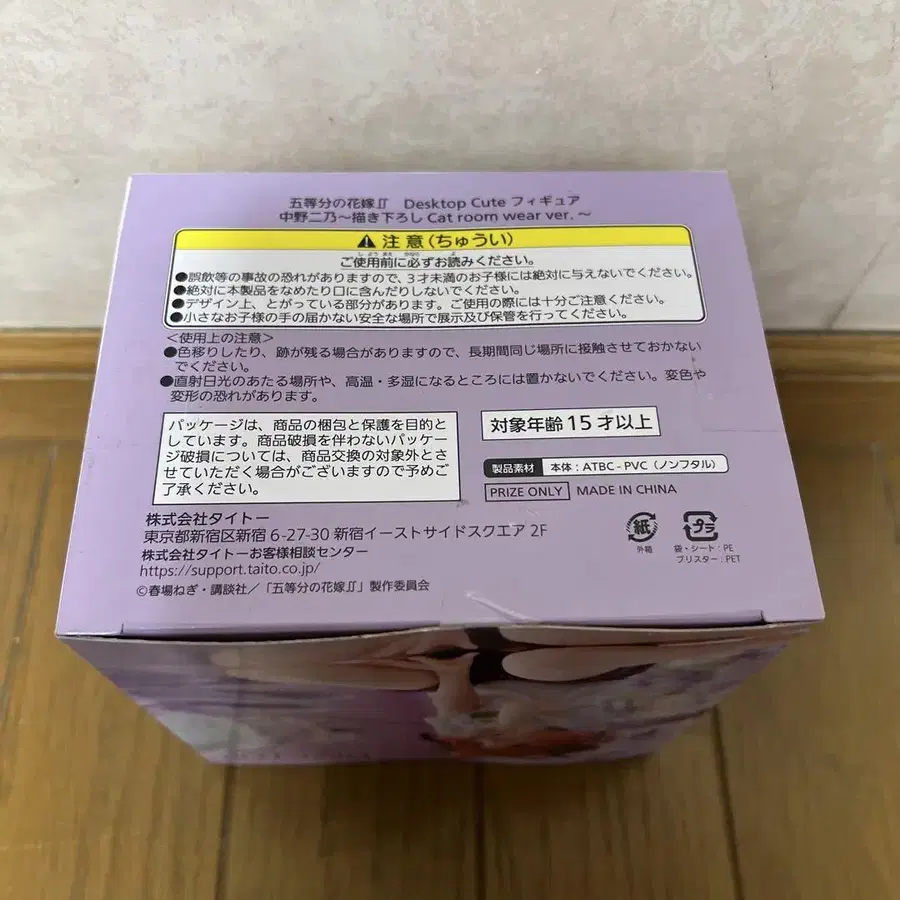 五等分の花嫁∬ Desktop Cute フィギュア
中野二乃～描き下ろし Cat room wear ver.～
注意(ちゅうい)
ご使用前に必ずお読みください。
●誤飲等の事故の恐れがありますので、3才未満のお子様には絶対に与えないでください。
●絶対に本製品をなめたり口に含んだりしないでください。
●デザイン上、とがっている部分があります。ご使用の際には十分ご注意ください。
●小さなお子様の手の届かない安全な場所で展示及び保管を行ってください。
＜使用上の注意＞
●色移りしたり、跡が残る場合がありますので、長期間同じ場所に接触させておかない
でください。
●直射日光のあたる場所や、高温・多湿になるところには置かないでください。変色や
変形の恐れがあります。
パッケージは、商品の梱包と保護を目的と
しています。商品破損を伴わないパッケー
ジ破損については、商品交換の対象外とさ
せていただく場合がございますので予めご
了承ください。
対象年齢15才以上
製品素材 本体：ATBC-PVC（ノンフタル）
PRIZE ONLY MADE IN CHINA
株式会社タイトー
東京都新宿区新宿 6-27-30 新宿イーストサイドスクエア 2F
株式会社タイトーお客様相談センター
https://support.taito.co.jp/
©春場ねぎ・講談社／「五等分の花嫁∬」製作委員会
紙
外箱
プラ
袋・シート：PE
ブリスター：PET